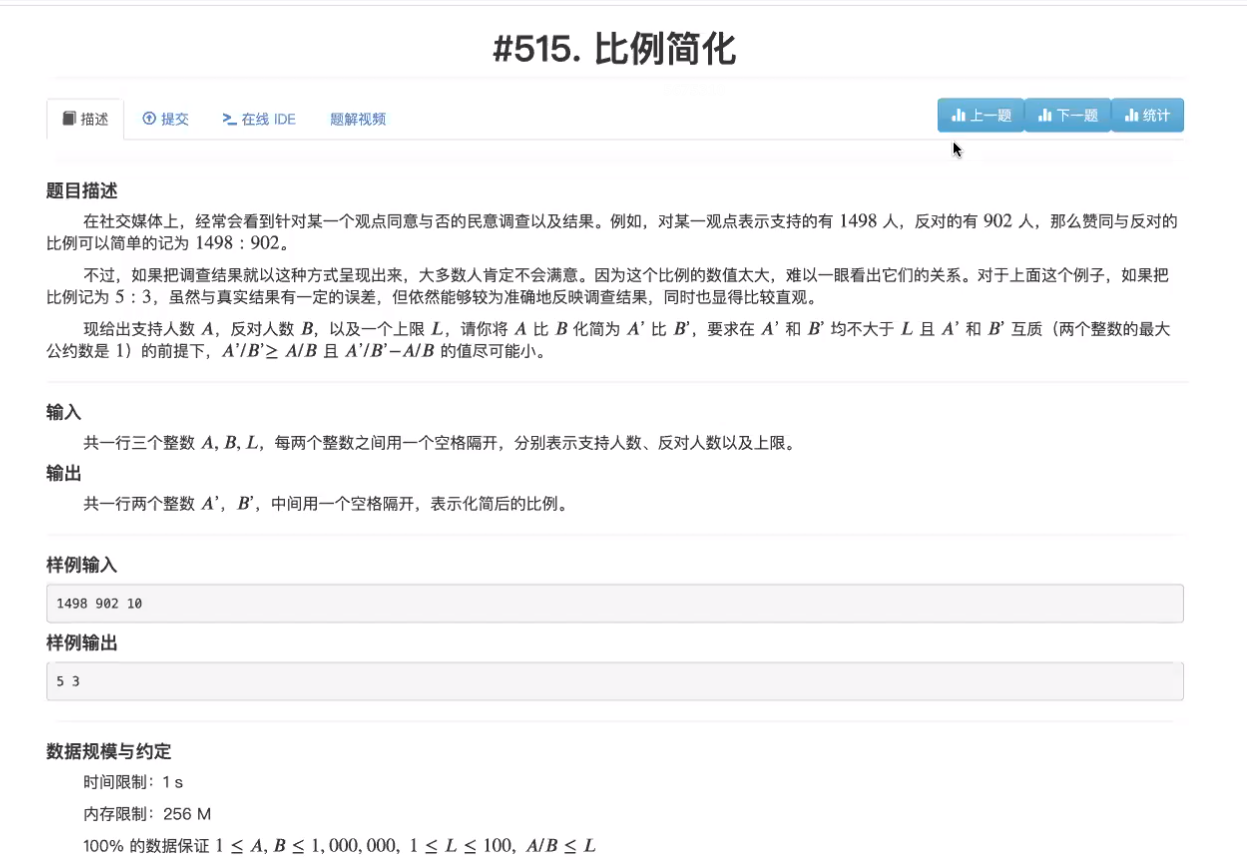 #515. 比例简化
描述 提交 在线 IDE 题解视频 上一题 下一题 统计
题目描述
在社交媒体上，经常会看到针对某一个观点同意与否的民意调查以及结果。例如，对某一观点表示支持的有 1498 人，反对的有 902 人，那么赞同与反对的
比例可以简单的记为 1498 : 902。
不过，如果把调查结果就以这种方式呈现出来，大多数人肯定不会满意。因为这个比例的数值太大，难以一眼看出它们的关系。对于上面这个例子，如果把
比例记为 5 : 3，虽然与真实结果有一定的误差，但依然能够较为准确地反映调查结果，同时也显得比较直观。
现给出支持人数 A，反对人数 B，以及一个上限 L，请你将 A 比 B 化简为 A’ 比 B’，要求在 A’ 和 B’ 均不大于 L 且 A’ 和 B’ 互质（两个整数的最大
公约数是 1）的前提下，A’/B’≥ A/B 且 A’/B’−A/B 的值尽可能小。
输入
共一行三个整数 A, B, L，每两个整数之间用一个空格隔开，分别表示支持人数、反对人数以及上限。
输出
共一行两个整数 A’，B’，中间用一个空格隔开，表示化简后的比例。
样例输入
1498 902 10
样例输出
5 3
数据规模与约定
时间限制：1 s
内存限制：256 M
100% 的数据保证 1 ≤ A, B ≤ 1, 000, 000, 1 ≤ L ≤ 100, A/B ≤ L